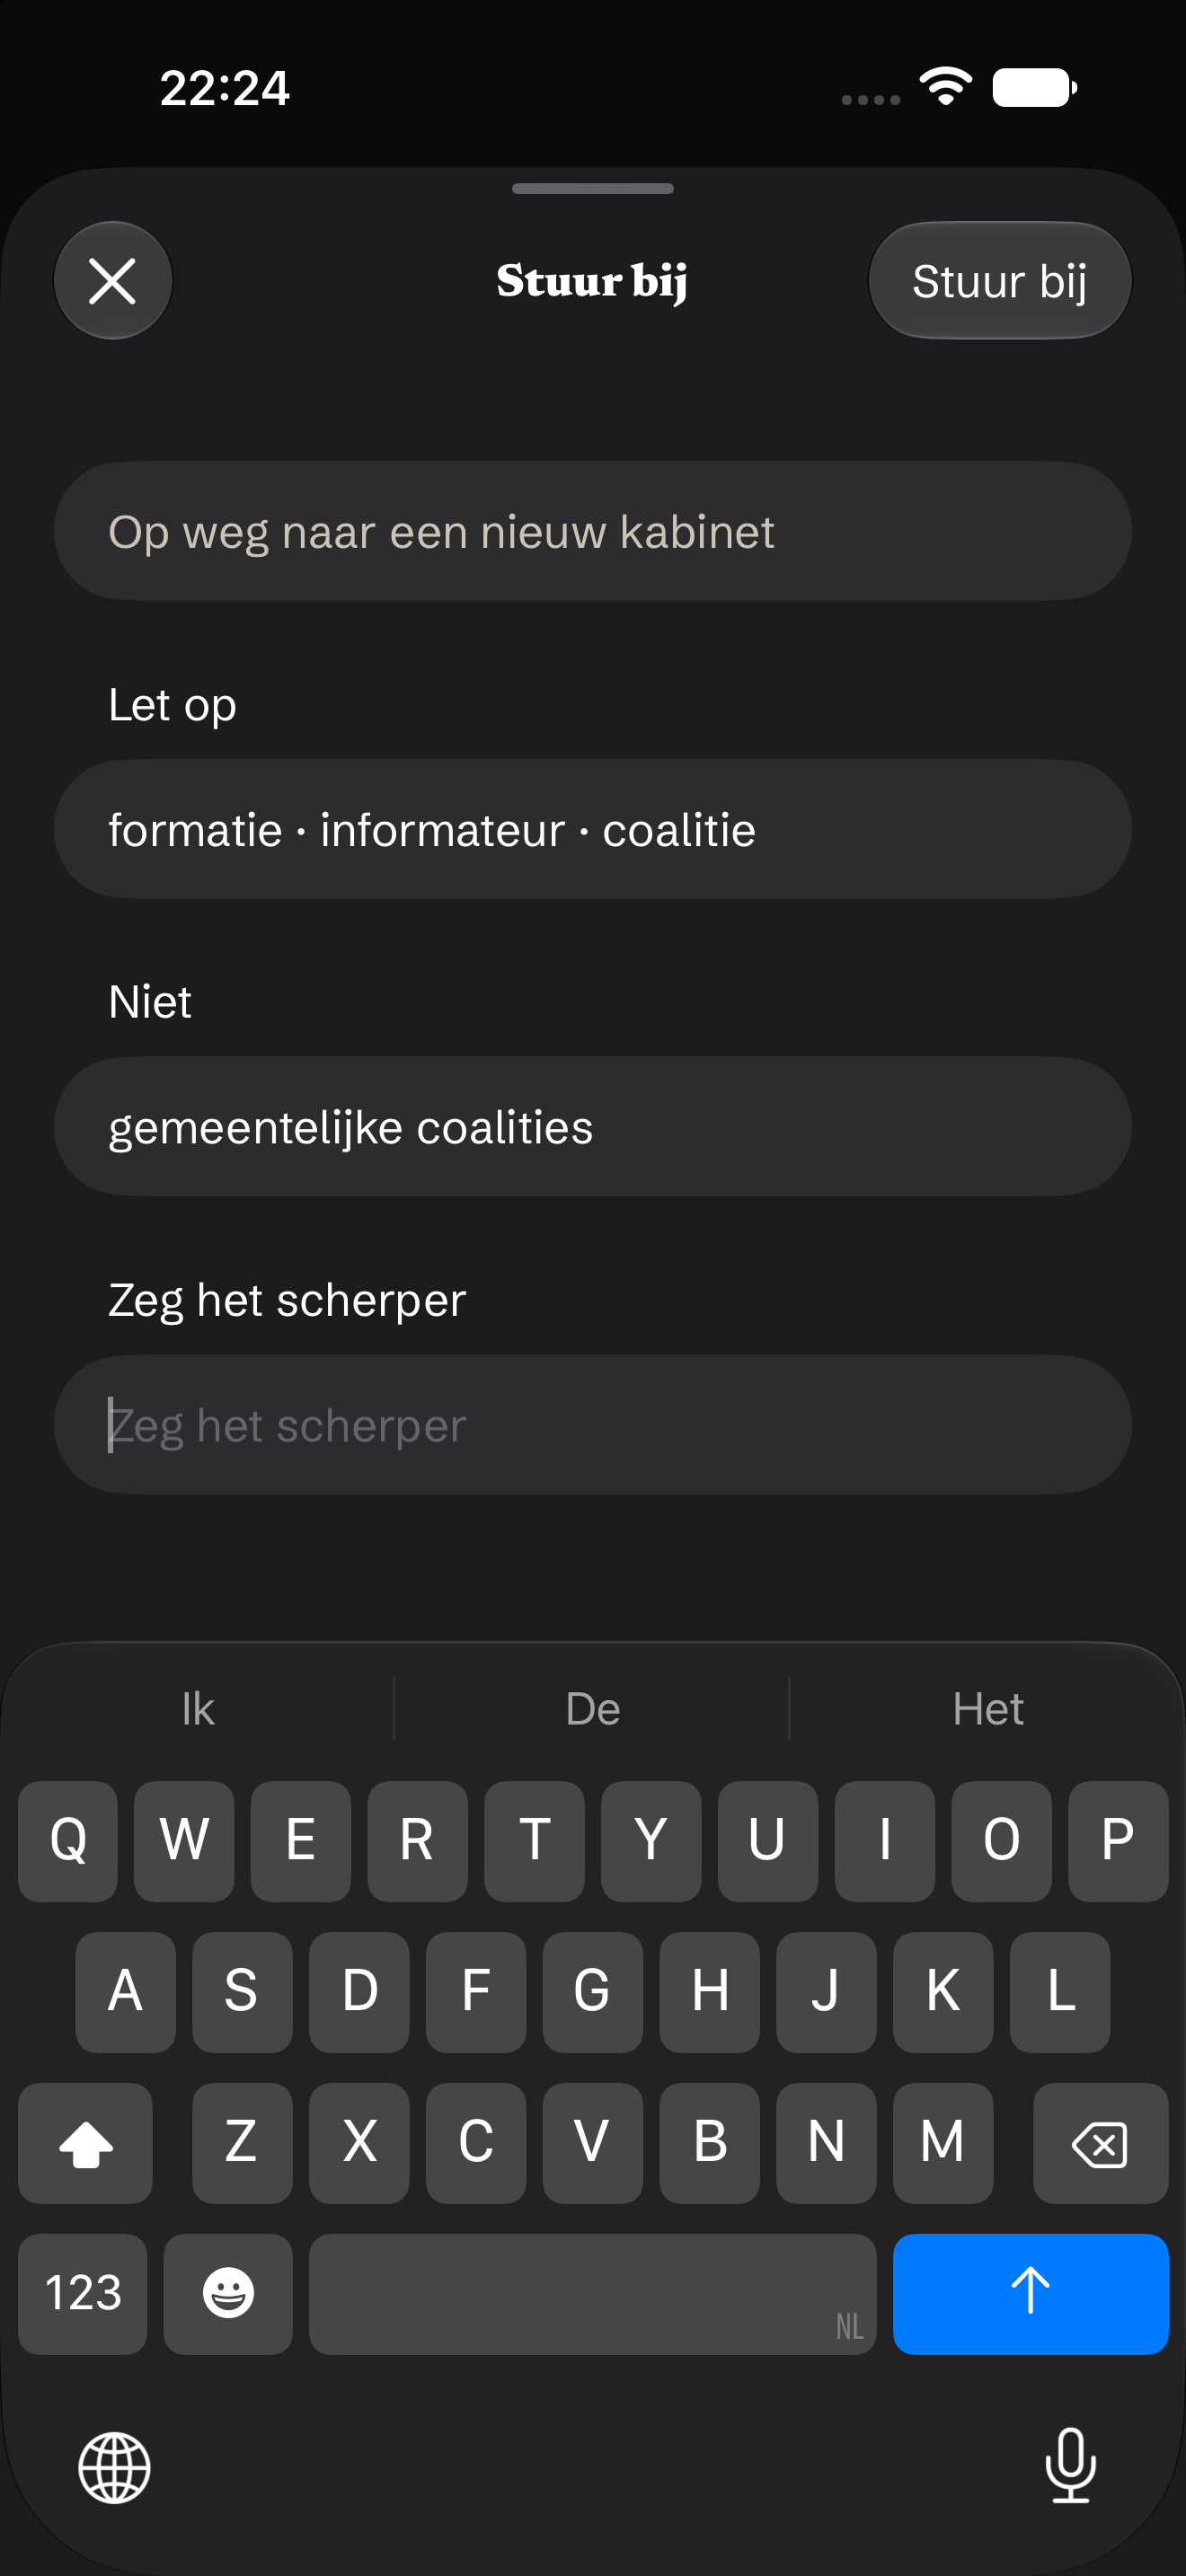 22:24
Stuur bij
Stuur bij
Op weg naar een nieuw kabinet
Let op
formatie · informateur · coalitie
Niet
gemeentelijke coalities
Zeg het scherper
Zeg het scherper
Ik De Het
Q W E R T Y U I O P
A S D F G H J K L
Z X C V B N M
123 NL